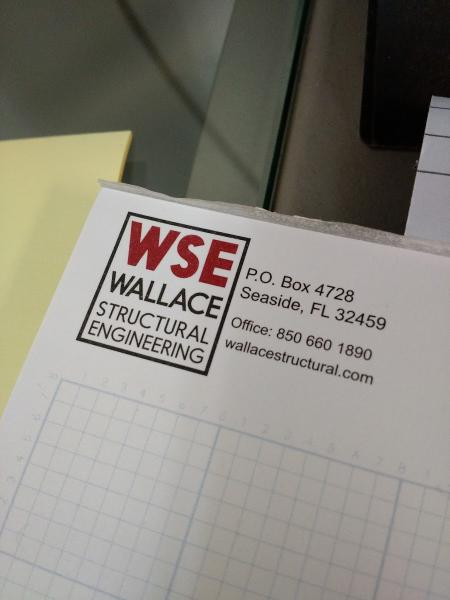 WSE
WALLACE
STRUCTURAL
ENGINEERING
P.O. Box 4728
Seaside, FL 32459
Office: 850 660 1890
wallacestructural.com